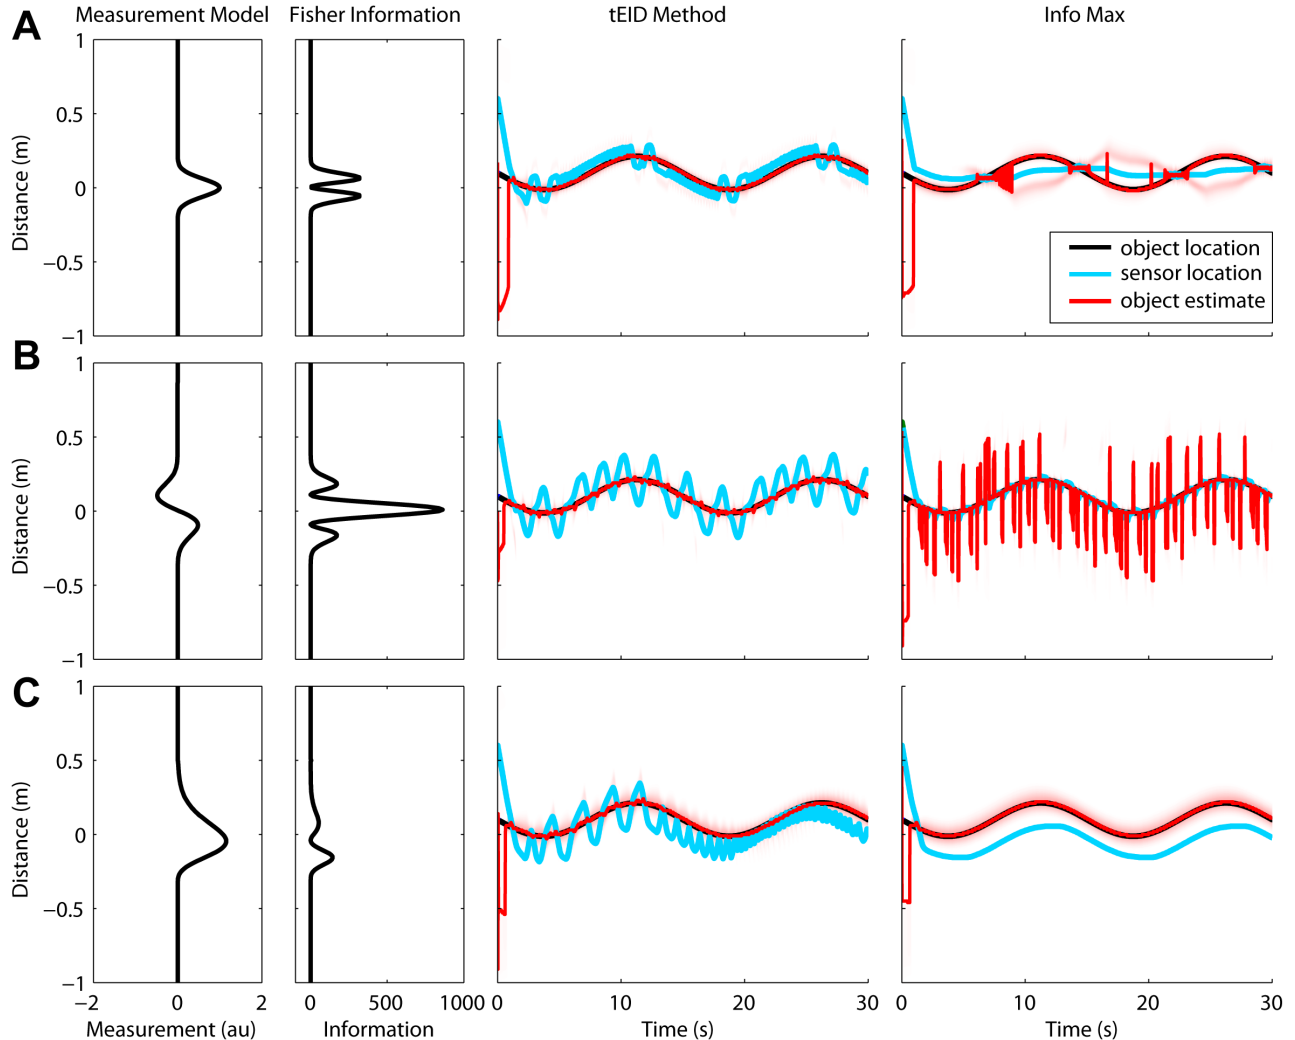 A
Measurement Model
Fisher Information
tEID Method
Info Max
Distance (m)
1
0.5
0
−0.5
−1
object location
sensor location
object estimate
B
Distance (m)
1
0.5
0
−0.5
−1
C
Distance (m)
1
0.5
0
−0.5
−1
−2 0 2
0 500 1000
0 10 20 30
0 10 20 30
Measurement (au)
Information
Time (s)
Time (s)